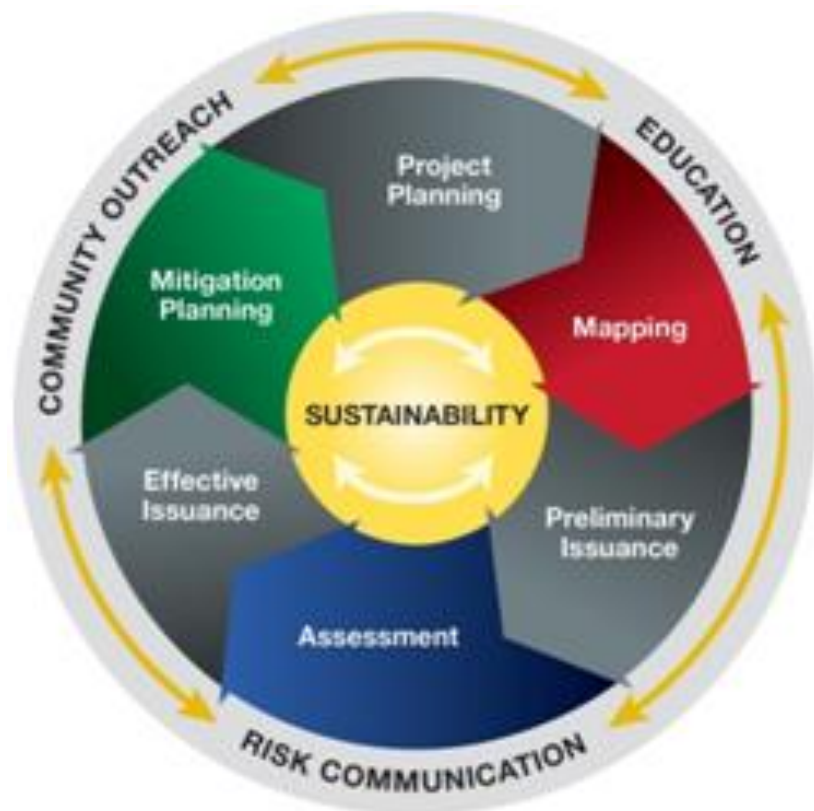 COMMUNITY OUTREACH
EDUCATION
Project
Planning
Mitigation
Planning
Mapping
SUSTAINABILITY
Effective
Issuance
Preliminary
Issuance
Assessment
RISK COMMUNICATION